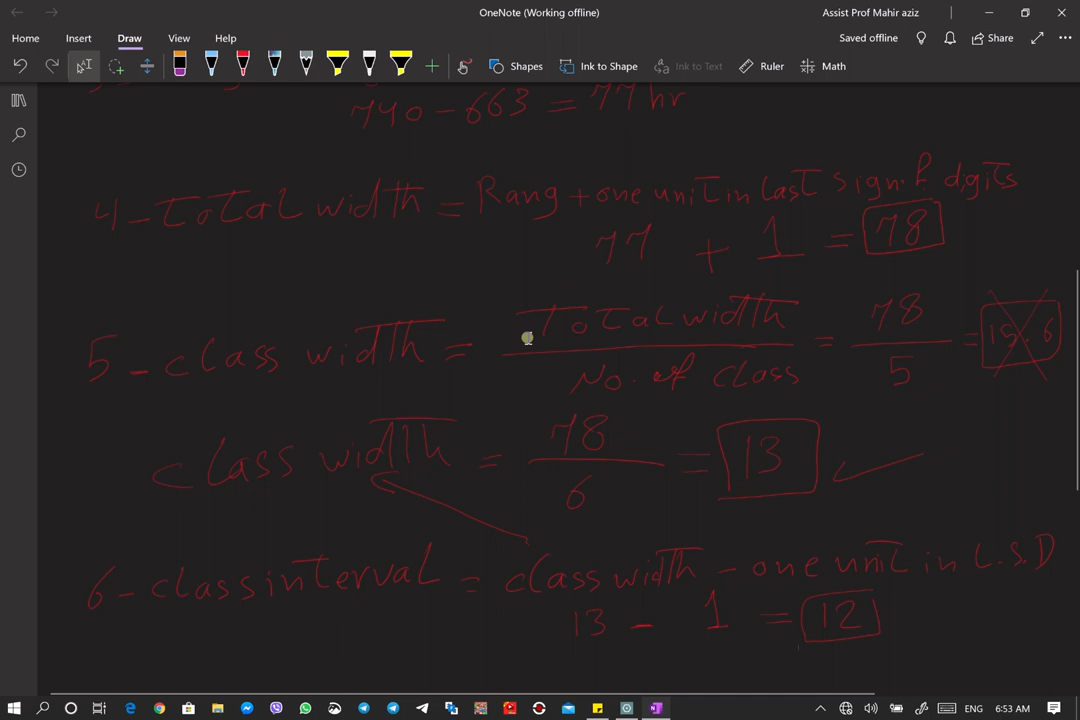 OneNote (Working offline)
Assist Prof Mahir aziz
Home Insert Draw View Help
Saved offline
Share
Shapes
Ink to Shape
Ink to Text
Ruler
Math
740 - 663 = 77 hr
4 - Total width = Rang + one unit in last signif digits
77 + 1 = 78
5 - class width = Total width / No. of class = 78 / 5 = 15.6
class width = 78 / 6 = 13
6 - class interval = class width - one unit in L.S.D
13 - 1 = 12
ENG 6:53 AM